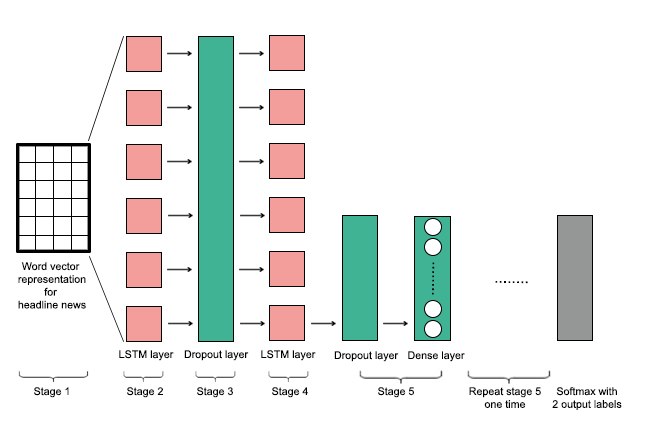 Word vector
representation
for
headline news
LSTM layer
Dropout layer
LSTM layer
Dropout layer
Dense layer
Stage 1
Stage 2
Stage 3
Stage 4
Stage 5
Repeat stage 5
one time
Softmax with
2 output labels